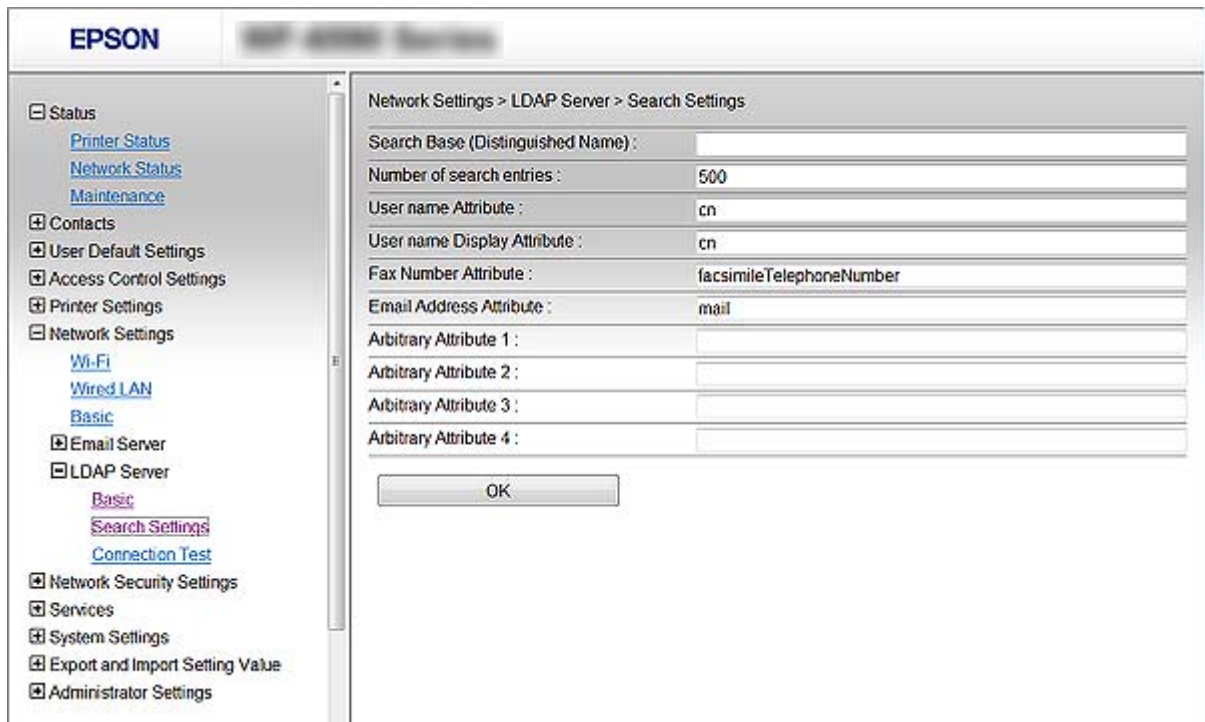 EPSON
Status
Printer Status
Network Status
Maintenance
Contacts
User Default Settings
Access Control Settings
Printer Settings
Network Settings
Wi-Fi
Wired LAN
Basic
Email Server
LDAP Server
Basic
Search Settings
Connection Test
Network Security Settings
Services
System Settings
Export and Import Setting Value
Administrator Settings
Network Settings > LDAP Server > Search Settings
Search Base (Distinguished Name) :
Number of search entries : 500
User name Attribute : cn
User name Display Attribute : cn
Fax Number Attribute : facsimileTelephoneNumber
Email Address Attribute : mail
Arbitrary Attribute 1 :
Arbitrary Attribute 2 :
Arbitrary Attribute 3 :
Arbitrary Attribute 4 :
OK